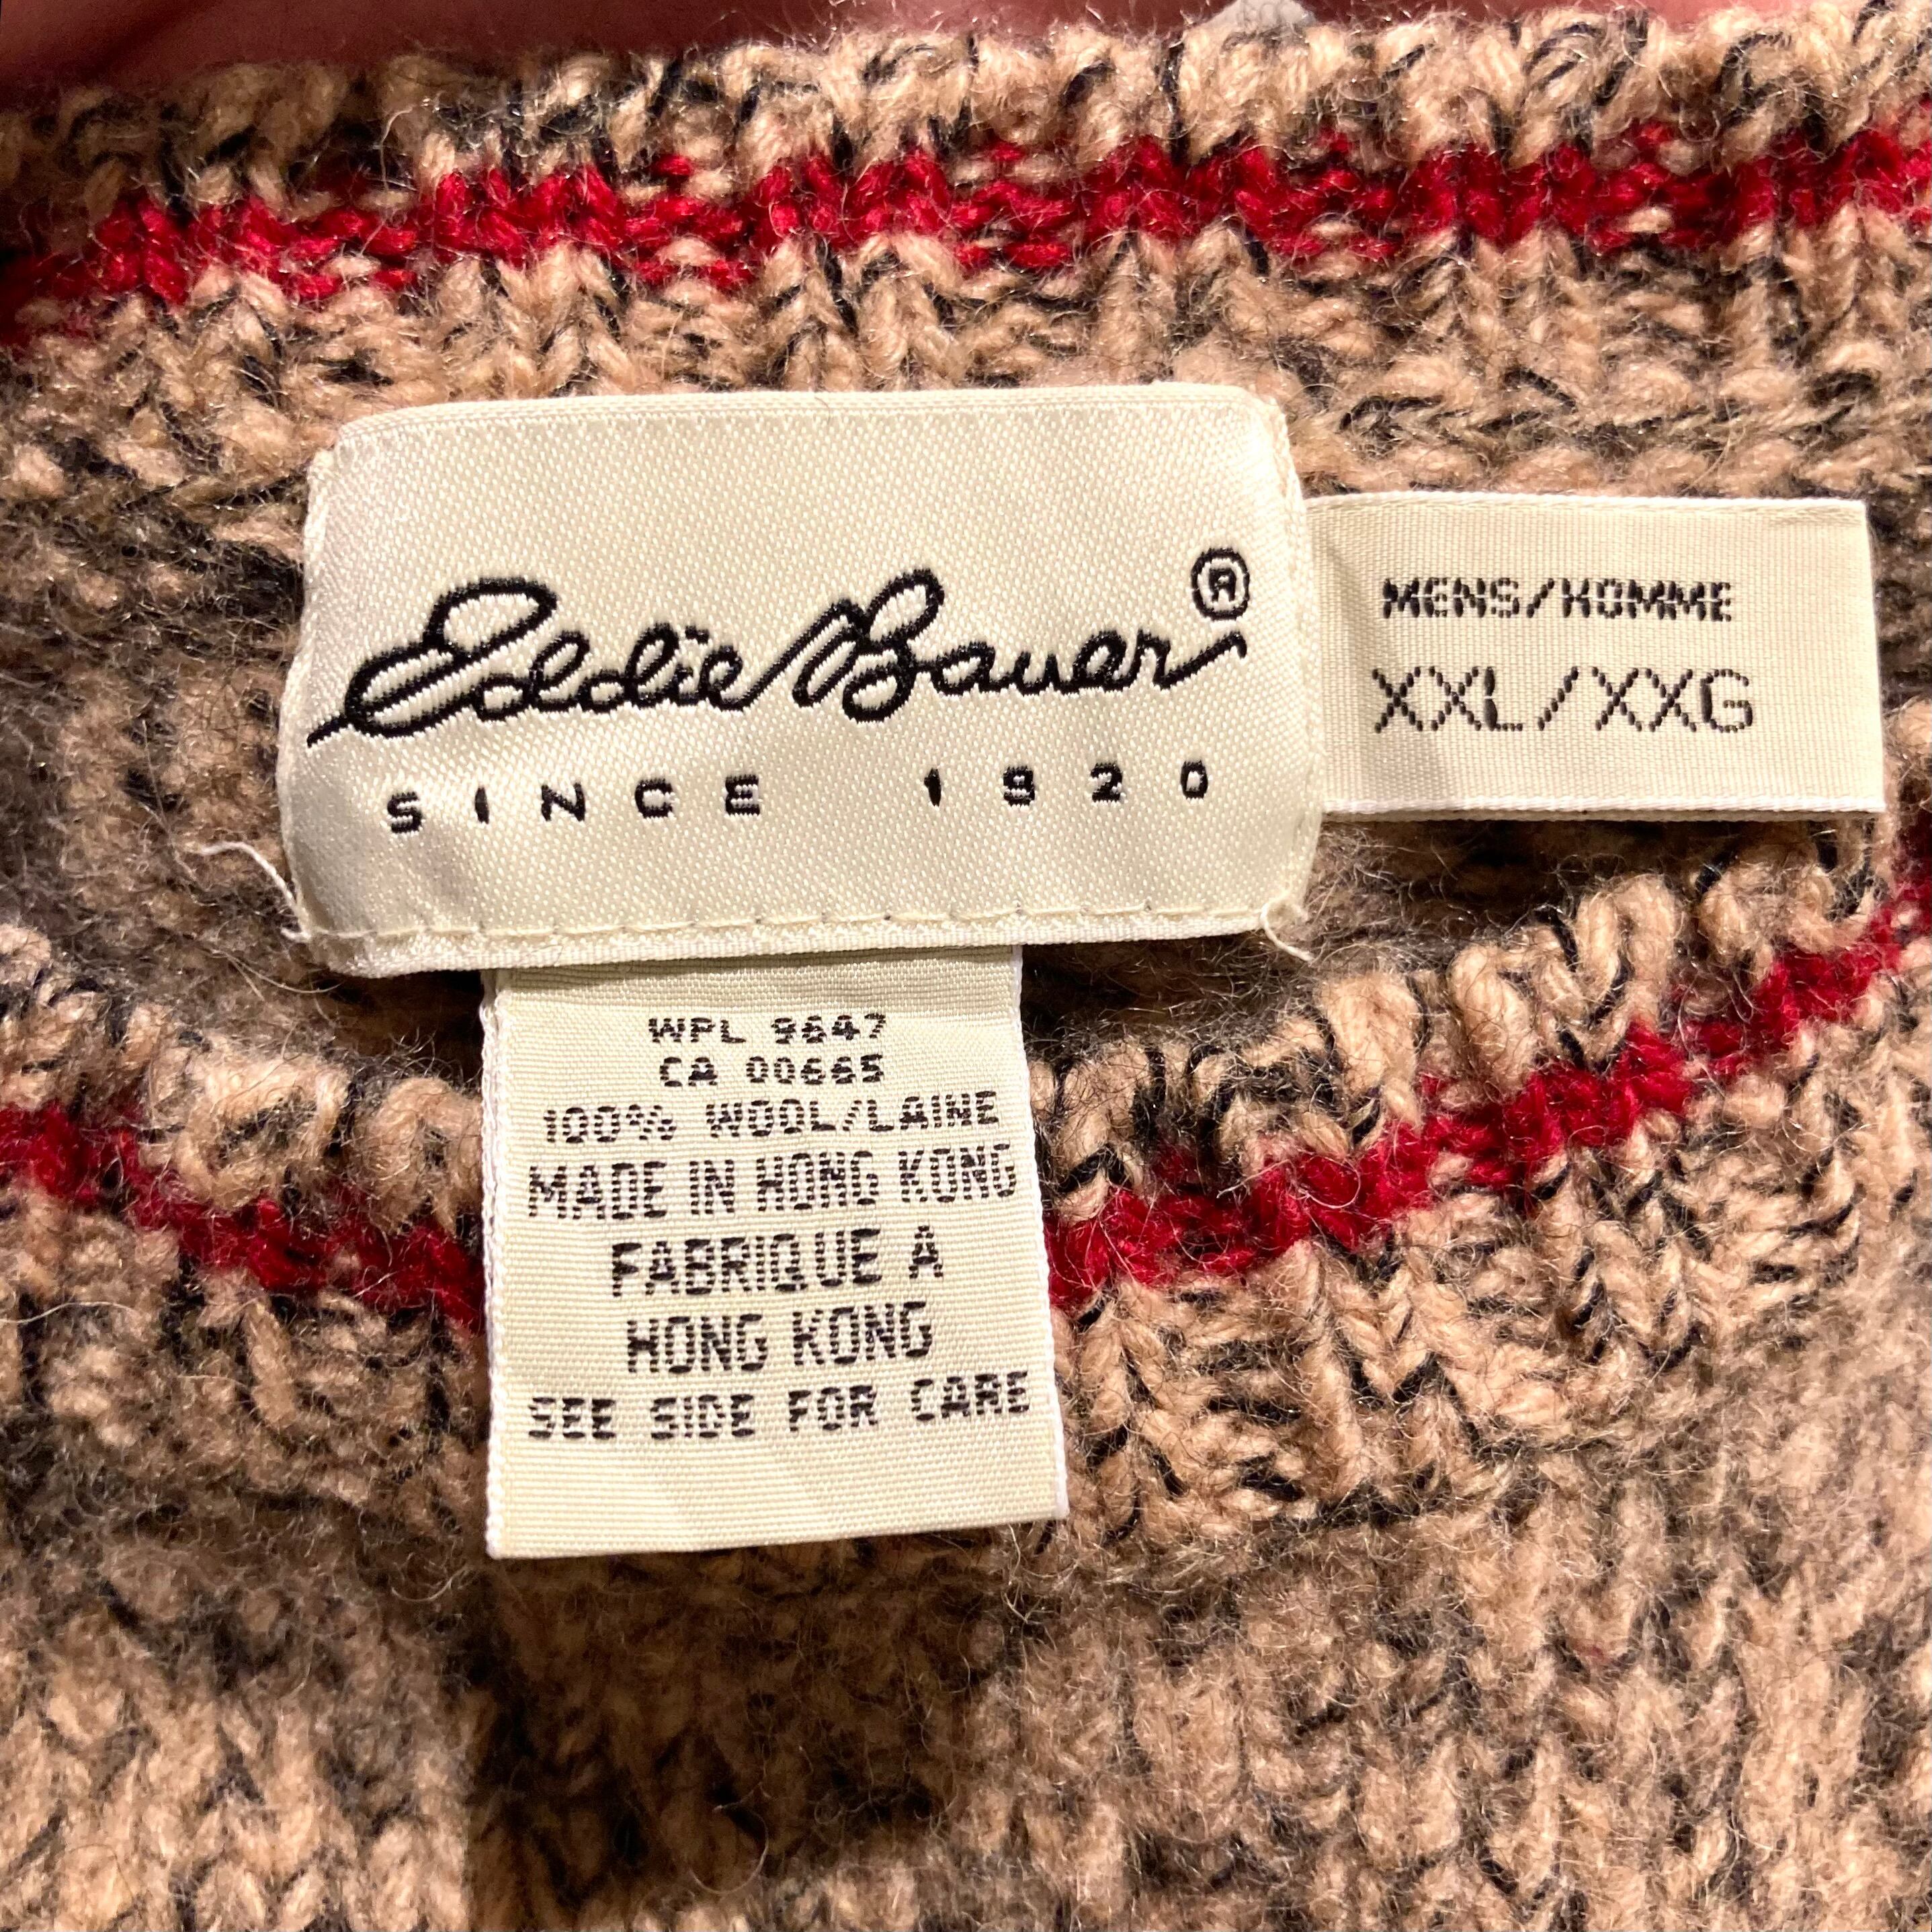 Eddie Bauer®
SINCE 1920
MENS/HOMME
XXL/XXG
WPL 9647
CA 00665
100% WOOL/LAINE
MADE IN HONG KONG
FABRIQUE A
HONG KONG
SEE SIDE FOR CARE